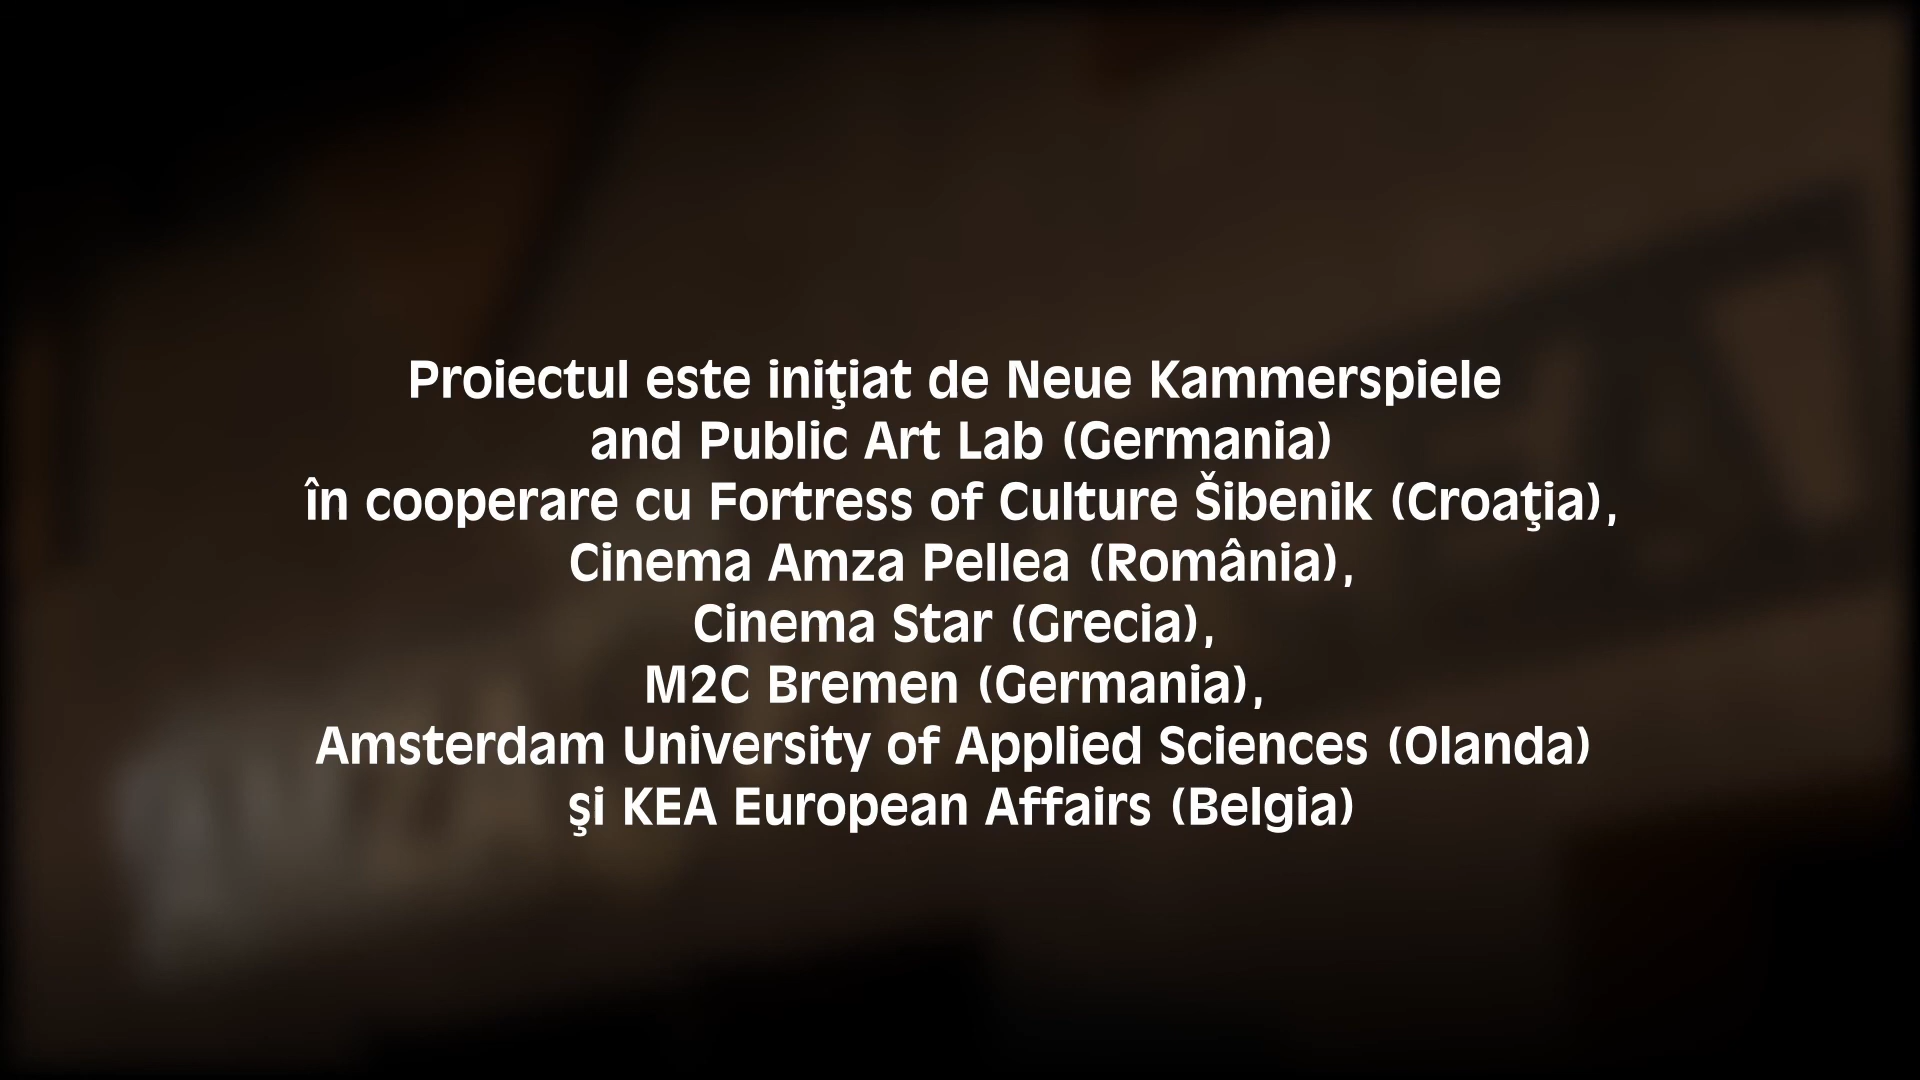 Proiectul este iniţiat de Neue Kammerspiele
and Public Art Lab (Germania)
în cooperare cu Fortress of Culture Šibenik (Croaţia),
Cinema Amza Pellea (România),
Cinema Star (Grecia),
M2C Bremen (Germania),
Amsterdam University of Applied Sciences (Olanda)
şi KEA European Affairs (Belgia)